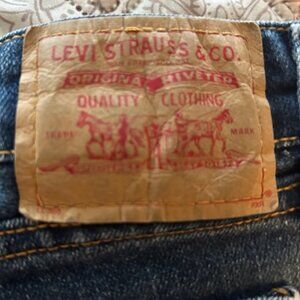 LEVI STRAUSS & CO.
ORIGINAL RIVETED
QUALITY CLOTHING
TRADE MARK